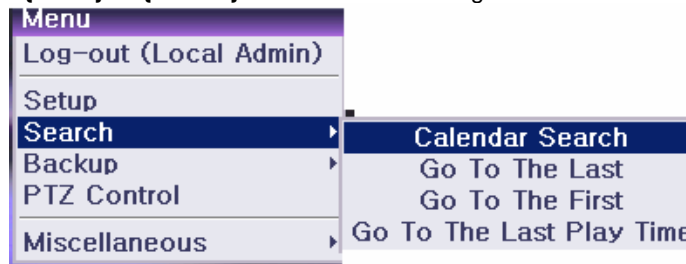 Menu
Log-out (Local Admin)
Setup
Search
Calendar Search
Backup
Go To The Last
PTZ Control
Go To The First
Miscellaneous
Go To The Last Play Time